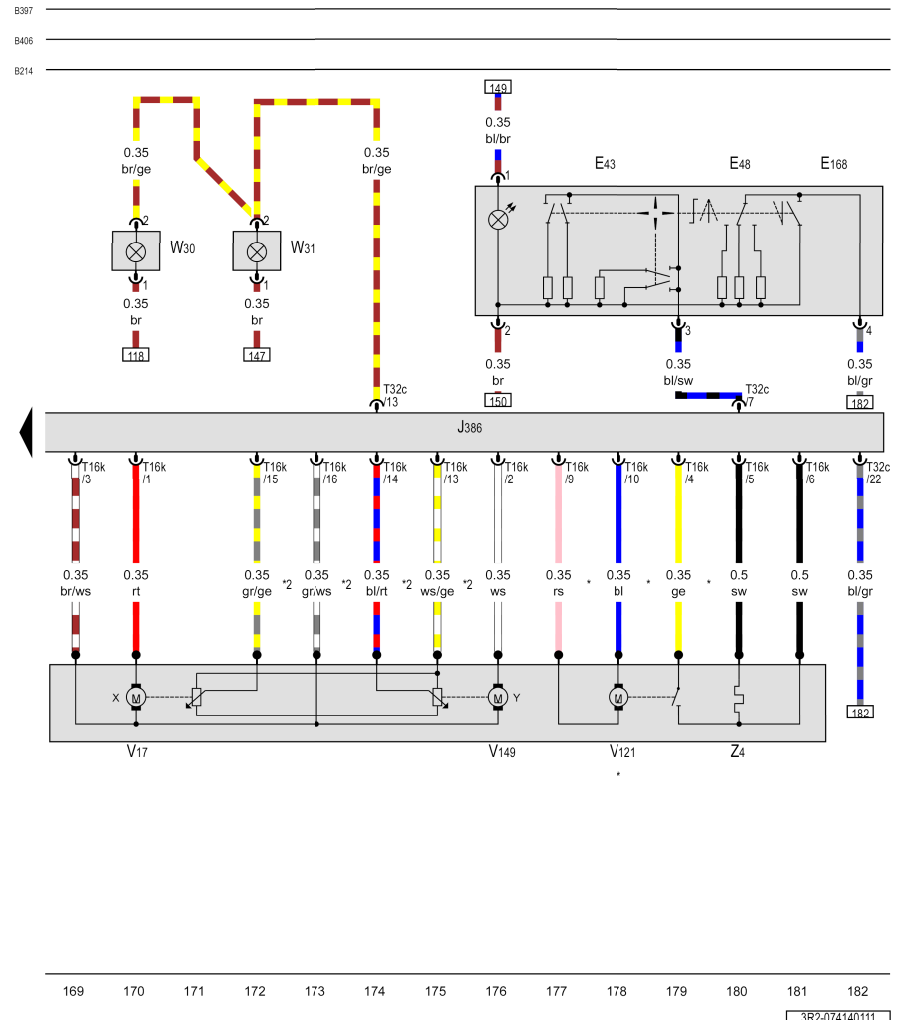 B397
B406
B214
149
0.35
bl/br
1
E43 E48 E168
0.35
br/ge
0.35
br/ge
2 W30
2 W31
1
1
0.35
br
0.35
br
118
147
2
3
4
0.35
br
0.35
bl/sw
0.35
bl/gr
150
182
T32c
/13
T32c
/7
J386
T16k
/3
T16k
/1
T16k
/15
T16k
/16
T16k
/14
T16k
/13
T16k
/2
T16k
/9
T16k
/10
T16k
/4
T16k
/5
T16k
/6
T32c
/22
0.35 0.35 0.35 0.35 0.35 0.35 0.35 0.35 0.35 0.35 0.5 0.5 0.35
br/ws rt gr/ge *2 gr/ws *2 bl/rt *2 ws/ge *2 ws rs * bl * ge * sw sw bl/gr
X M M Y M
182
V17 V149 V121 Z4
*
169 170 171 172 173 174 175 176 177 178 179 180 181 182
3R2-074140111